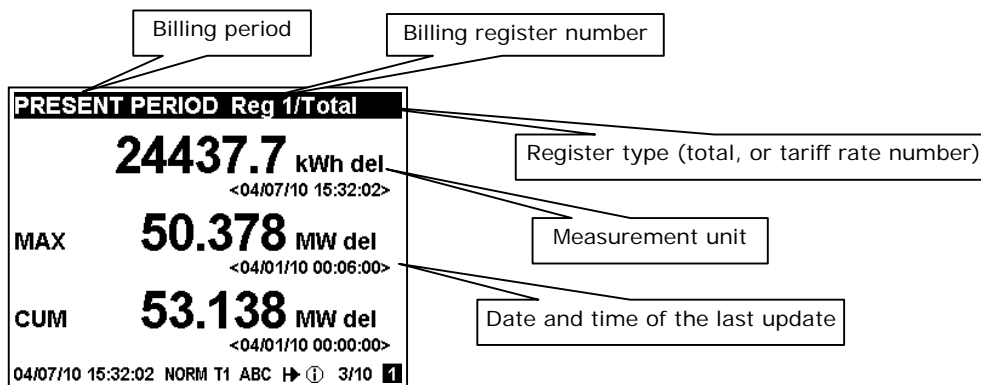 Billing period
Billing register number
PRESENT PERIOD Reg 1/Total
Register type (total, or tariff rate number)
24437.7 kWh del
<04/07/10 15:32:02>
Measurement unit
MAX 50.378 MW del
<04/01/10 00:06:00>
Date and time of the last update
CUM 53.138 MW del
<04/01/10 00:00:00>
04/07/10 15:32:02 NORM T1 ABC 3/10 1